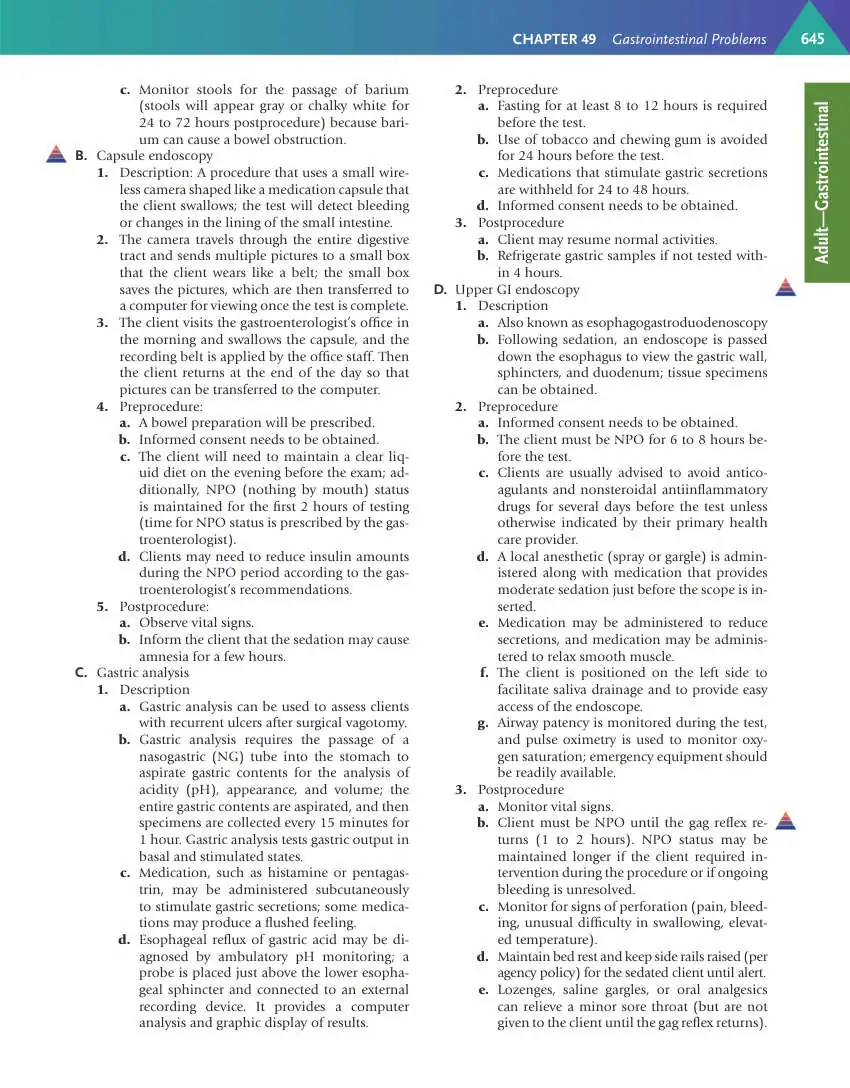 CHAPTER 49 Gastrointestinal Problems 645
c. Monitor stools for the passage of barium
(stools will appear gray or chalky white for
24 to 72 hours postprocedure) because bari-
um can cause a bowel obstruction.
B. Capsule endoscopy
1. Description: A procedure that uses a small wire-
less camera shaped like a medication capsule that
the client swallows; the test will detect bleeding
or changes in the lining of the small intestine.
2. The camera travels through the entire digestive
tract and sends multiple pictures to a small box
that the client wears like a belt; the small box
saves the pictures, which are then transferred to
a computer for viewing once the test is complete.
3. The client visits the gastroenterologist's office in
the morning and swallows the capsule, and the
recording belt is applied by the office staff. Then
the client returns at the end of the day so that
pictures can be transferred to the computer.
4. Preprocedure:
a. A bowel preparation will be prescribed.
b. Informed consent needs to be obtained.
c. The client will need to maintain a clear liq-
uid diet on the evening before the exam; ad-
ditionally, NPO (nothing by mouth) status
is maintained for the first 2 hours of testing
(time for NPO status is prescribed by the gas-
troenterologist).
d. Clients may need to reduce insulin amounts
during the NPO period according to the gas-
troenterologist's recommendations.
5. Postprocedure:
a. Observe vital signs.
b. Inform the client that the sedation may cause
amnesia for a few hours.
C. Gastric analysis
1. Description
a. Gastric analysis can be used to assess clients
with recurrent ulcers after surgical vagotomy.
b. Gastric analysis requires the passage of a
nasogastric (NG) tube into the stomach to
aspirate gastric contents for the analysis of
acidity (pH), appearance, and volume; the
entire gastric contents are aspirated, and then
specimens are collected every 15 minutes for
1 hour. Gastric analysis tests gastric output in
basal and stimulated states.
c. Medication, such as histamine or pentagas-
trin, may be administered subcutaneously
to stimulate gastric secretions; some medica-
tions may produce a flushed feeling.
d. Esophageal reflux of gastric acid may be di-
agnosed by ambulatory pH monitoring; a
probe is placed just above the lower esopha-
geal sphincter and connected to an external
recording device. It provides a computer
analysis and graphic display of results.
2. Preprocedure
a. Fasting for at least 8 to 12 hours is required
before the test.
b. Use of tobacco and chewing gum is avoided
for 24 hours before the test.
c. Medications that stimulate gastric secretions
are withheld for 24 to 48 hours.
d. Informed consent needs to be obtained.
3. Postprocedure
a. Client may resume normal activities.
b. Refrigerate gastric samples if not tested with-
in 4 hours.
D. Upper GI endoscopy
1. Description
a. Also known as esophagogastroduodenoscopy
b. Following sedation, an endoscope is passed
down the esophagus to view the gastric wall,
sphincters, and duodenum; tissue specimens
can be obtained.
2. Preprocedure
a. Informed consent needs to be obtained.
b. The client must be NPO for 6 to 8 hours be-
fore the test.
c. Clients are usually advised to avoid antico-
agulants and nonsteroidal antiinflammatory
drugs for several days before the test unless
otherwise indicated by their primary health
care provider.
d. A local anesthetic (spray or gargle) is admin-
istered along with medication that provides
moderate sedation just before the scope is in-
serted.
e. Medication may be administered to reduce
secretions, and medication may be adminis-
tered to relax smooth muscle.
f. The client is positioned on the left side to
facilitate saliva drainage and to provide easy
access of the endoscope.
g. Airway patency is monitored during the test,
and pulse oximetry is used to monitor oxy-
gen saturation; emergency equipment should
be readily available.
3. Postprocedure
a. Monitor vital signs.
b. Client must be NPO until the gag reflex re-
turns (1 to 2 hours). NPO status may be
maintained longer if the client required in-
tervention during the procedure or if ongoing
bleeding is unresolved.
c. Monitor for signs of perforation (pain, bleed-
ing, unusual difficulty in swallowing, elevat-
ed temperature).
d. Maintain bed rest and keep side rails raised (per
agency policy) for the sedated client until alert.
e. Lozenges, saline gargles, or oral analgesics
can relieve a minor sore throat (but are not
given to the client until the gag reflex returns).
Adult—Gastrointestinal